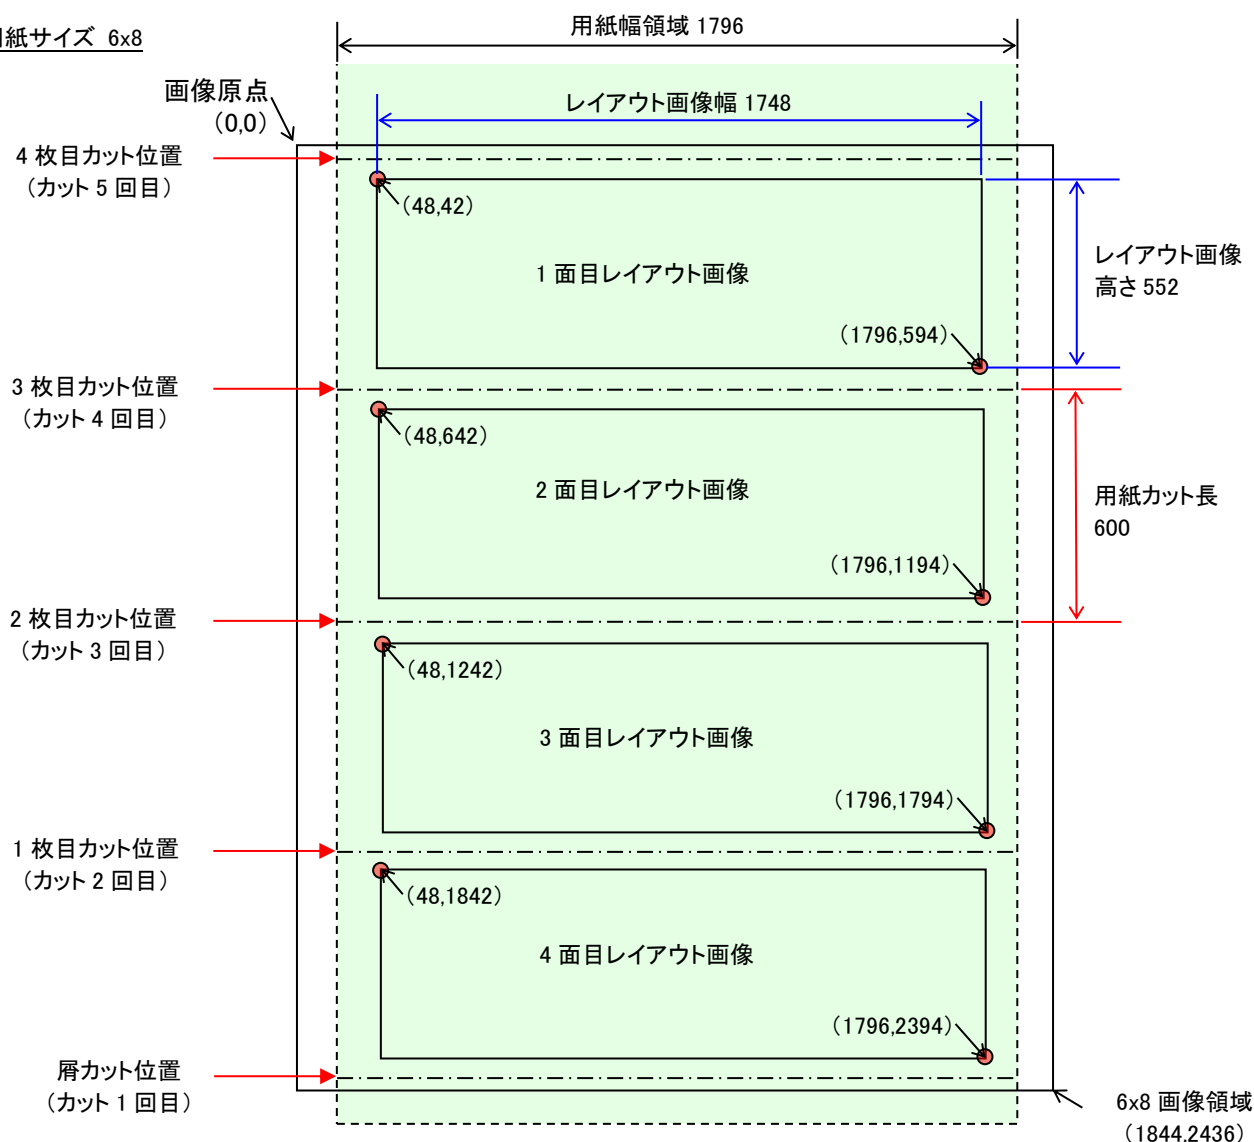 用紙サイズ 6x8
用紙幅領域 1796
画像原点
(0,0)
レイアウト画像幅 1748
4 枚目カット位置
(カット 5 回目)
(48,42)
1 面目レイアウト画像
レイアウト画像
高さ 552
(1796,594)
3 枚目カット位置
(カット 4 回目)
(48,642)
2 面目レイアウト画像
用紙カット長
600
(1796,1194)
2 枚目カット位置
(カット 3 回目)
(48,1242)
3 面目レイアウト画像
(1796,1794)
1 枚目カット位置
(カット 2 回目)
(48,1842)
4 面目レイアウト画像
(1796,2394)
屑カット位置
(カット 1 回目)
6x8 画像領域
(1844,2436)